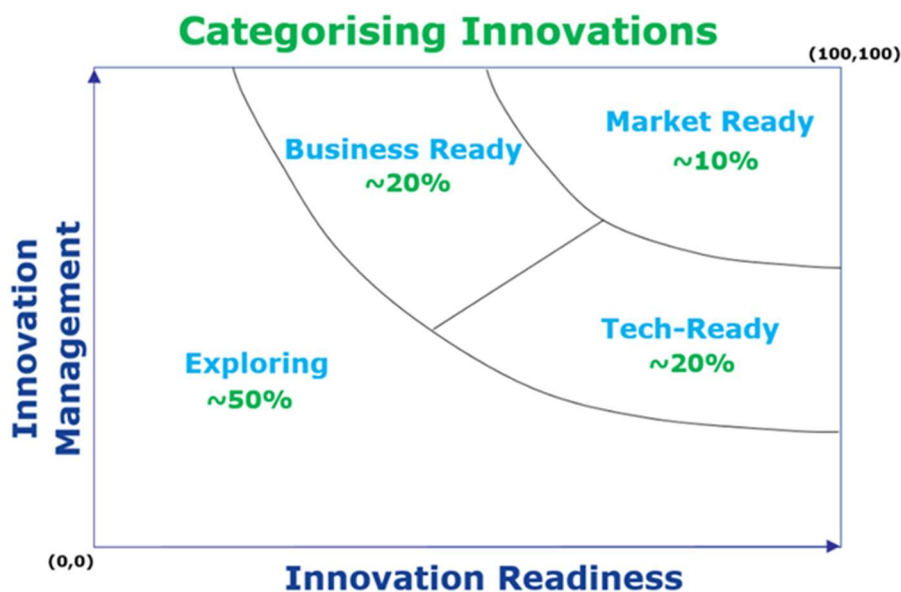 Categorising Innovations
(100,100)
Market Ready
~10%
Business Ready
~20%
Tech-Ready
~20%
Exploring
~50%
Innovation
Management
(0,0)
Innovation Readiness